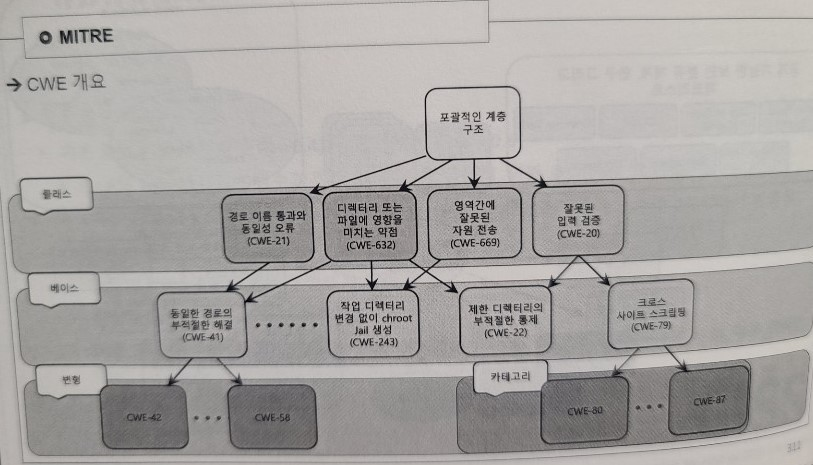 MITRE
→ CWE 개요
포괄적인 계층
구조
클래스
경로 이름 통과와
동일성 오류
(CWE-21)
디렉터리 또는
파일에 영향을
미치는 약점
(CWE-632)
영역간에
잘못된
자원 전송
(CWE-669)
잘못된
입력 검증
(CWE-20)
베이스
동일한 경로의
부적절한 해결
(CWE-41)
작업 디렉터리
변경 없이 chroot
Jail 생성
(CWE-243)
제한 디렉터리의
부적절한 통제
(CWE-22)
크로스
사이트 스크립팅
(CWE-79)
변형
CWE-42
CWE-58
카테고리
CWE-80
CWE-87